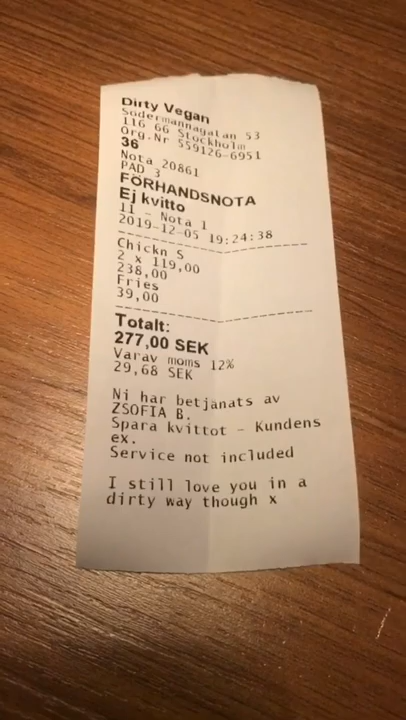 Dirty Vegan
Södermannagatan 53
116 66 Stockholm
Org.Nr 559126-6951
36
Nota 20861
PAD 3
FÖRHANDSNOTA
Ej kvitto
11 - Nota 1
2019-12-05 19:24:38
Chickn S
2 x 119,00
238,00
Fries
39,00
Totalt:
277,00 SEK
Varav moms 12%
29,68 SEK
Ni har betjänats av
ZSOFIA B.
Spara kvittot - Kundens
ex.
Service not included
I still love you in a
dirty way though x